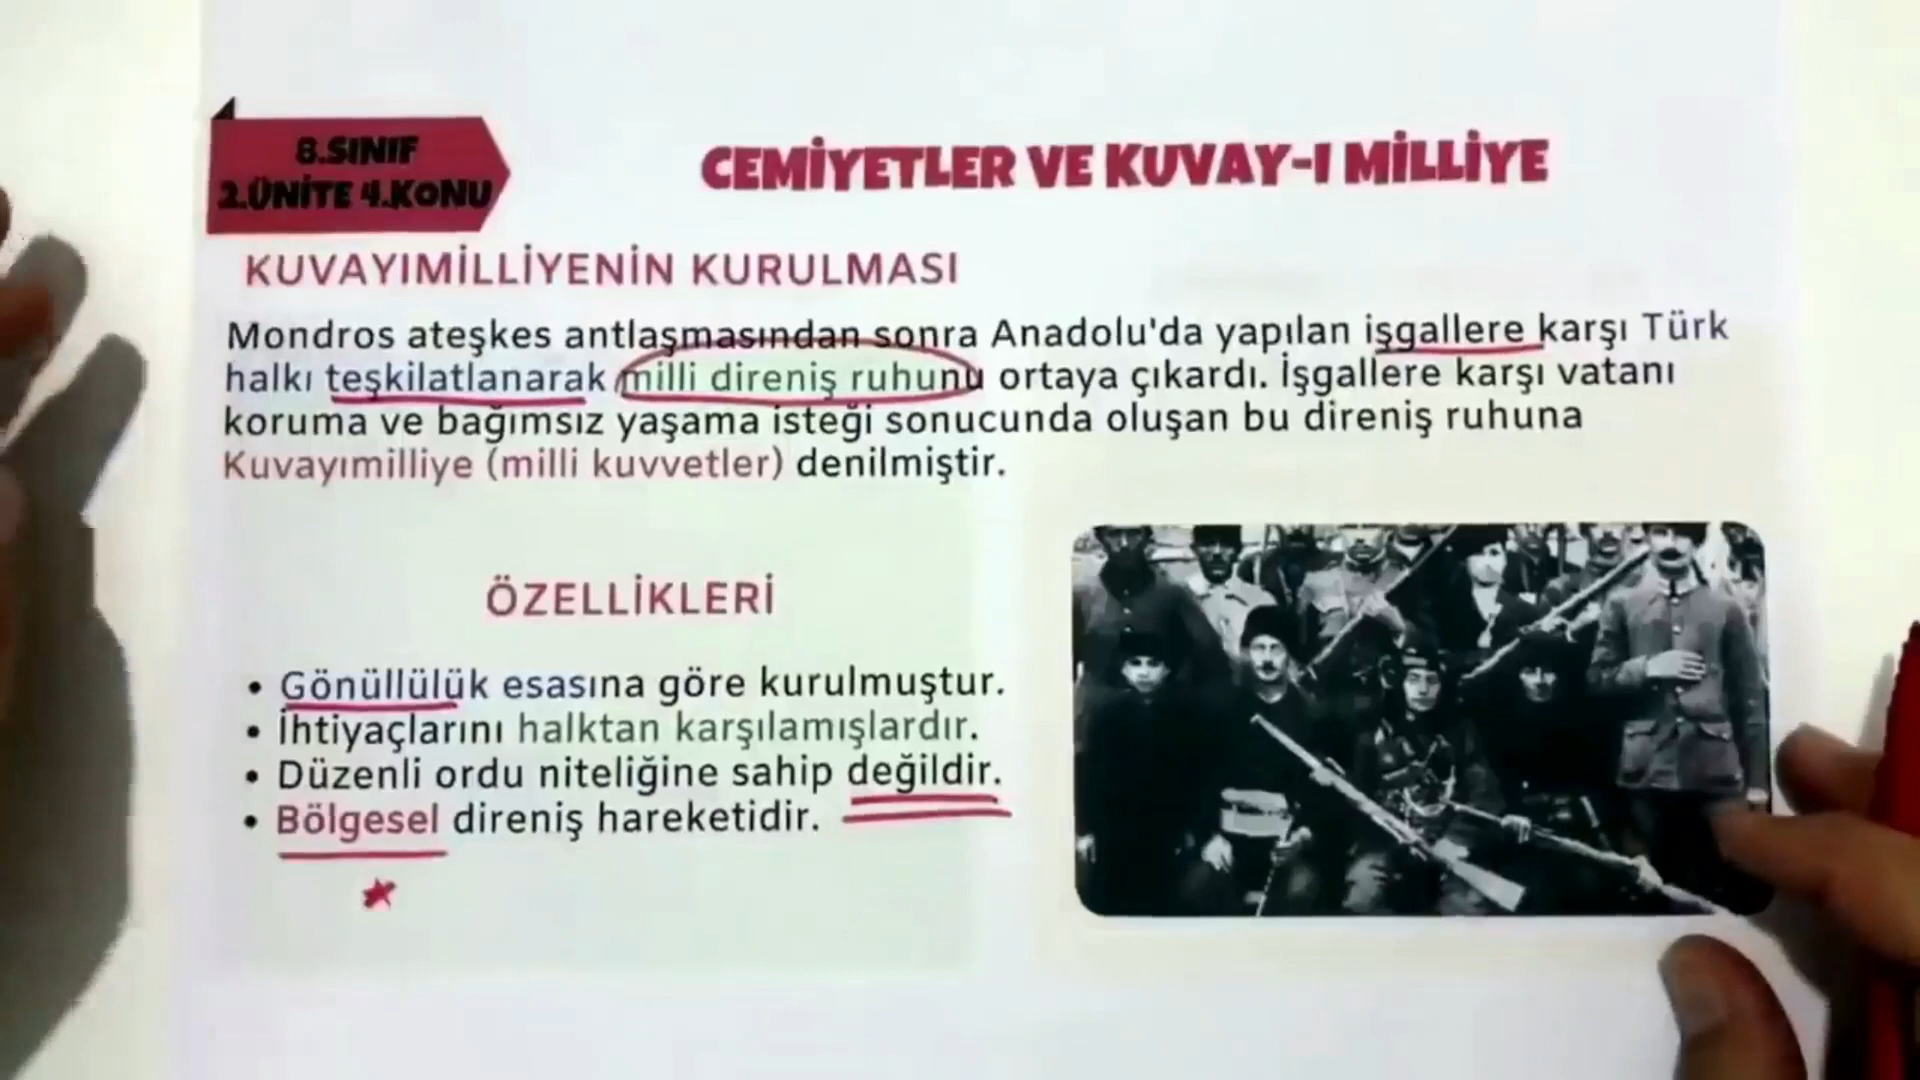 8.SINIF
2.ÜNİTE 4.KONU
CEMİYETLER VE KUVAY-I MİLLİYE
KUVAYIMİLLİYENİN KURULMASI
Mondros ateşkes antlaşmasından sonra Anadolu'da yapılan işgallere karşı Türk
halkı teşkilatlanarak milli direniş ruhunu ortaya çıkardı. İşgallere karşı vatanı
koruma ve bağımsız yaşama isteği sonucunda oluşan bu direniş ruhuna
Kuvayımilliye (milli kuvvetler) denilmiştir.
ÖZELLİKLERİ
• Gönüllülük esasına göre kurulmuştur.
• İhtiyaçlarını halktan karşılamışlardır.
• Düzenli ordu niteliğine sahip değildir.
• Bölgesel direniş hareketidir.